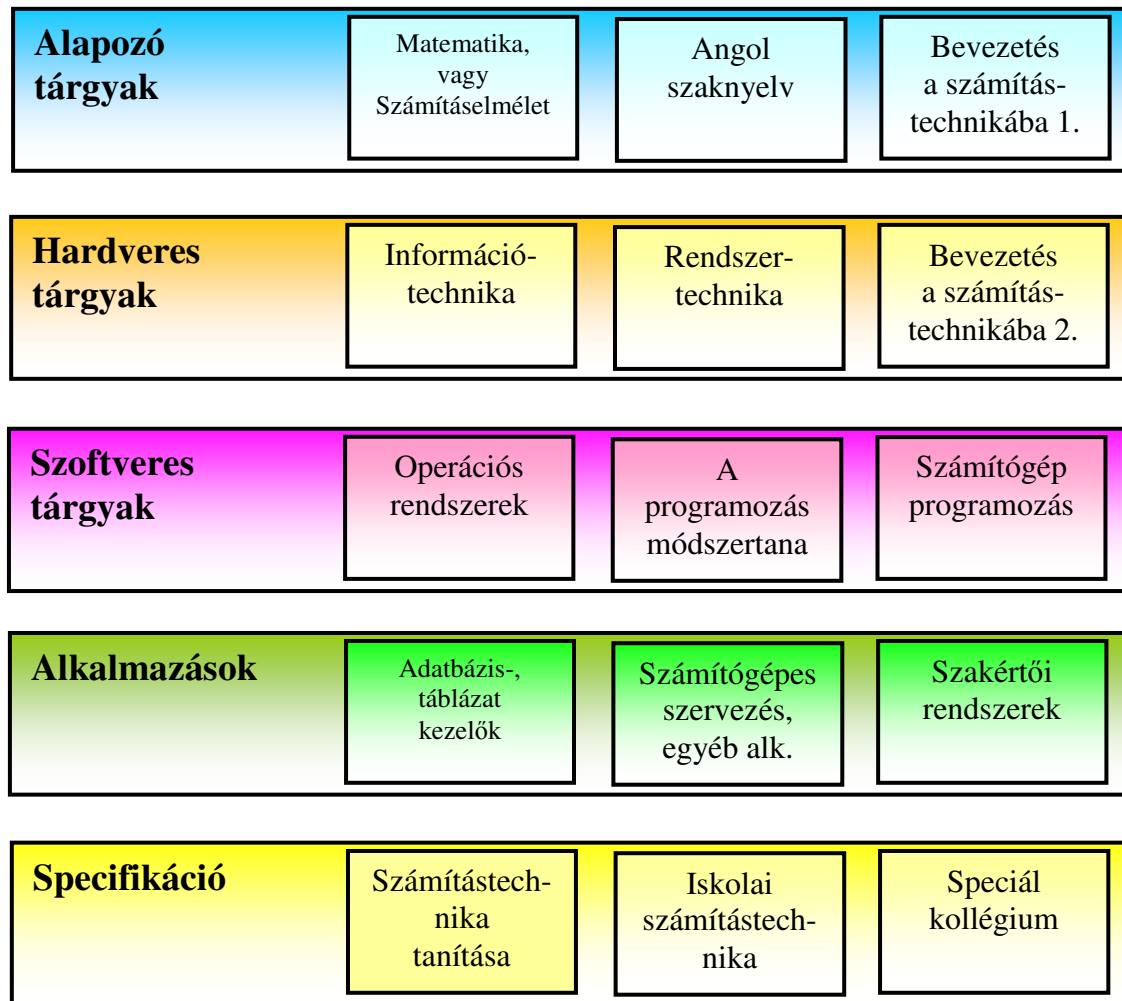 Alapozó
tárgyak
Matematika,
vagy
Számításelmélet
Angol
szaknyelv
Bevezetés
a számítás-
technikába 1.
Hardveres
tárgyak
Információ-
technika
Rendszer-
technika
Bevezetés
a számítás-
technikába 2.
Szoftveres
tárgyak
Operációs
rendszerek
A
programozás
módszertana
Számítógép
programozás
Alkalmazások
Adatbázis-,
táblázat
kezelők
Számítógépes
szervezés,
egyéb alk.
Szakértői
rendszerek
Specifikáció
Számítástech-
nika
tanítása
Iskolai
számítástech-
nika
Speciál
kollégium